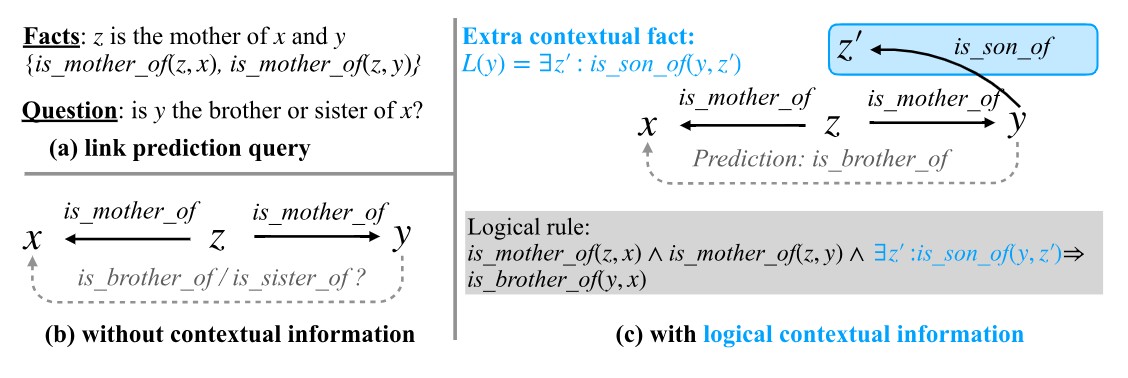 Facts: z is the mother of x and y
{is_mother_of(z, x), is_mother_of(z, y)}
Question: is y the brother or sister of x?
(a) link prediction query
is_mother_of is_mother_of
x z y
is_brother_of / is_sister_of ?
(b) without contextual information
Extra contextual fact:
L(y) = ∃z′ : is_son_of(y, z′)
z′ is_son_of
is_mother_of is_mother_of
x z y
Prediction: is_brother_of
Logical rule:
is_mother_of(z, x) ∧ is_mother_of(z, y) ∧ ∃z′ :is_son_of(y, z′)⇒
is_brother_of(y, x)
(c) with logical contextual information